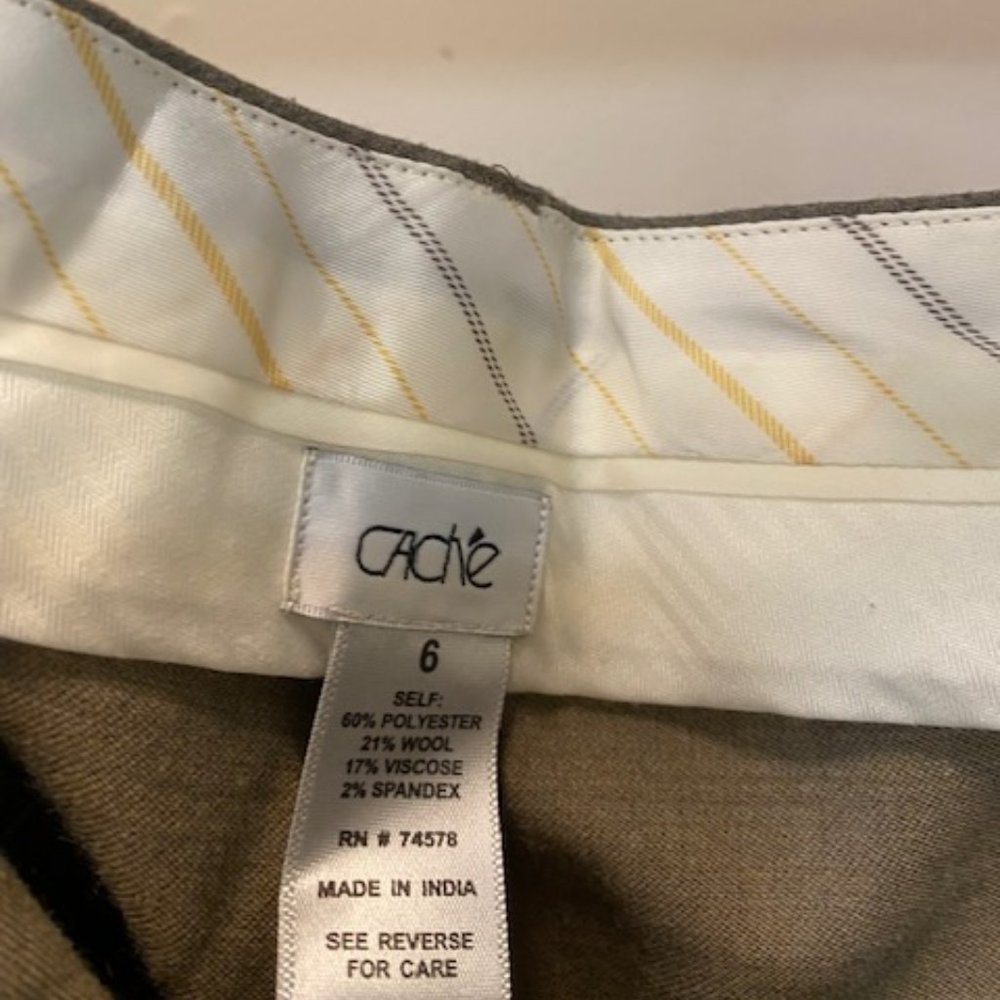 CAché
6
SELF:
60% POLYESTER
21% WOOL
17% VISCOSE
2% SPANDEX
RN # 74578
MADE IN INDIA
SEE REVERSE
FOR CARE